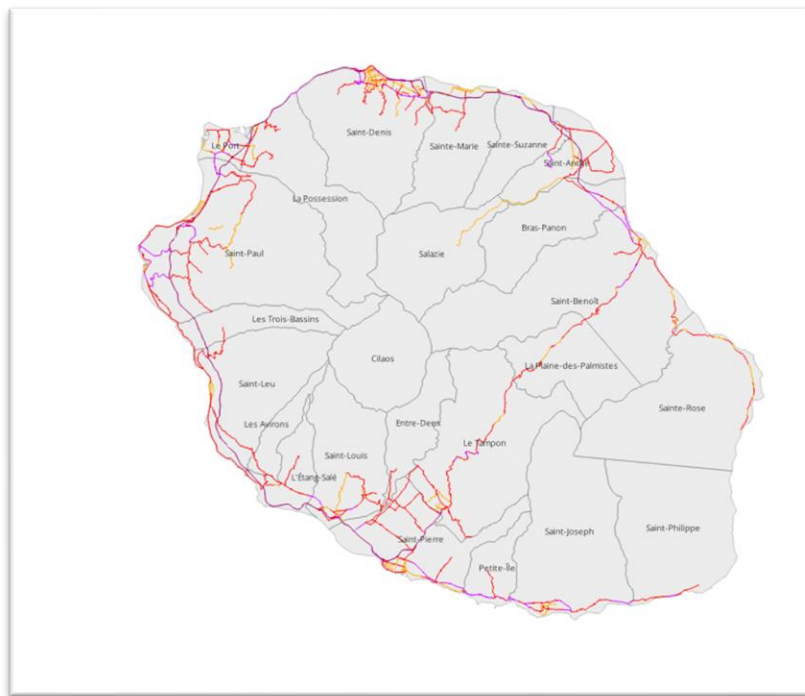 Saint-Denis
Le Port
Sainte-Marie
Sainte-Suzanne
Saint-André
La Possession
Bras-Panon
Saint-Paul
Salazie
Saint-Benoît
Les Trois-Bassins
Cilaos
La Plaine-des-Palmistes
Saint-Leu
Sainte-Rose
Les Avirons
Entre-Deux
Le Tampon
Saint-Louis
L'Étang-Salé
Saint-Joseph
Saint-Philippe
Saint-Pierre
Petite-Île